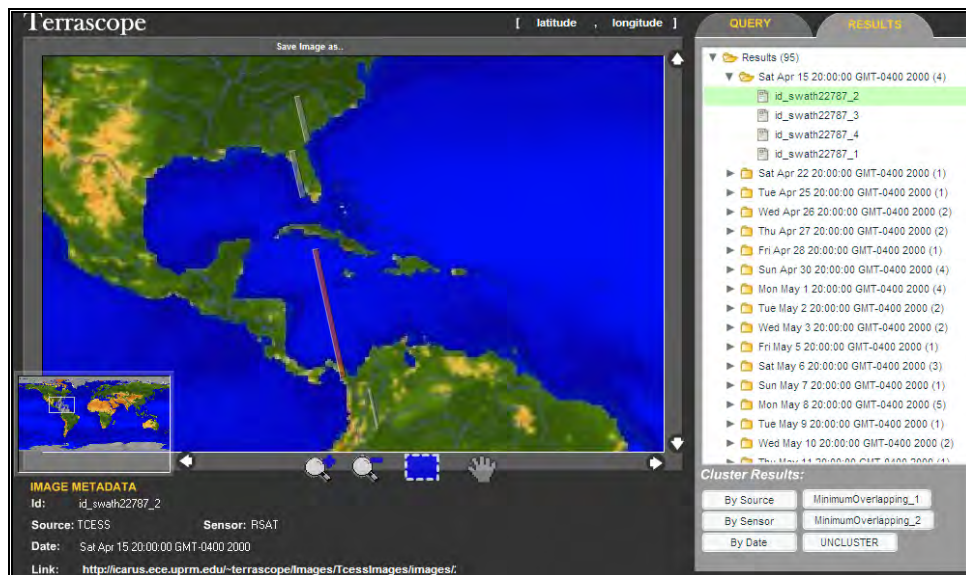 Terrascope
[ latitude , longitude ]
Save Image as..
QUERY
RESULTS
Results (95)
Sat Apr 15 20:00:00 GMT-0400 2000 (4)
id_swath22787_2
id_swath22787_3
id_swath22787_4
id_swath22787_1
Sat Apr 22 20:00:00 GMT-0400 2000 (1)
Tue Apr 25 20:00:00 GMT-0400 2000 (1)
Wed Apr 26 20:00:00 GMT-0400 2000 (2)
Thu Apr 27 20:00:00 GMT-0400 2000 (2)
Fri Apr 28 20:00:00 GMT-0400 2000 (1)
Sun Apr 30 20:00:00 GMT-0400 2000 (4)
Mon May 1 20:00:00 GMT-0400 2000 (4)
Tue May 2 20:00:00 GMT-0400 2000 (2)
Wed May 3 20:00:00 GMT-0400 2000 (2)
Fri May 5 20:00:00 GMT-0400 2000 (1)
Sat May 6 20:00:00 GMT-0400 2000 (3)
Sun May 7 20:00:00 GMT-0400 2000 (1)
Mon May 8 20:00:00 GMT-0400 2000 (5)
Tue May 9 20:00:00 GMT-0400 2000 (1)
Wed May 10 20:00:00 GMT-0400 2000 (2)
Thu May 11 20:00:00 GMT-0400 2000 (2)
Cluster Results:
By Source
MinimumOverlapping_1
By Sensor
MinimumOverlapping_2
By Date
UNCLUSTER
IMAGE METADATA
Id: id_swath22787_2
Source: TCESS Sensor: RSAT
Date: Sat Apr 15 20:00:00 GMT-0400 2000
Link: http://icarus.ece.uprm.edu/~terrascope/Images/TcessImages/images/